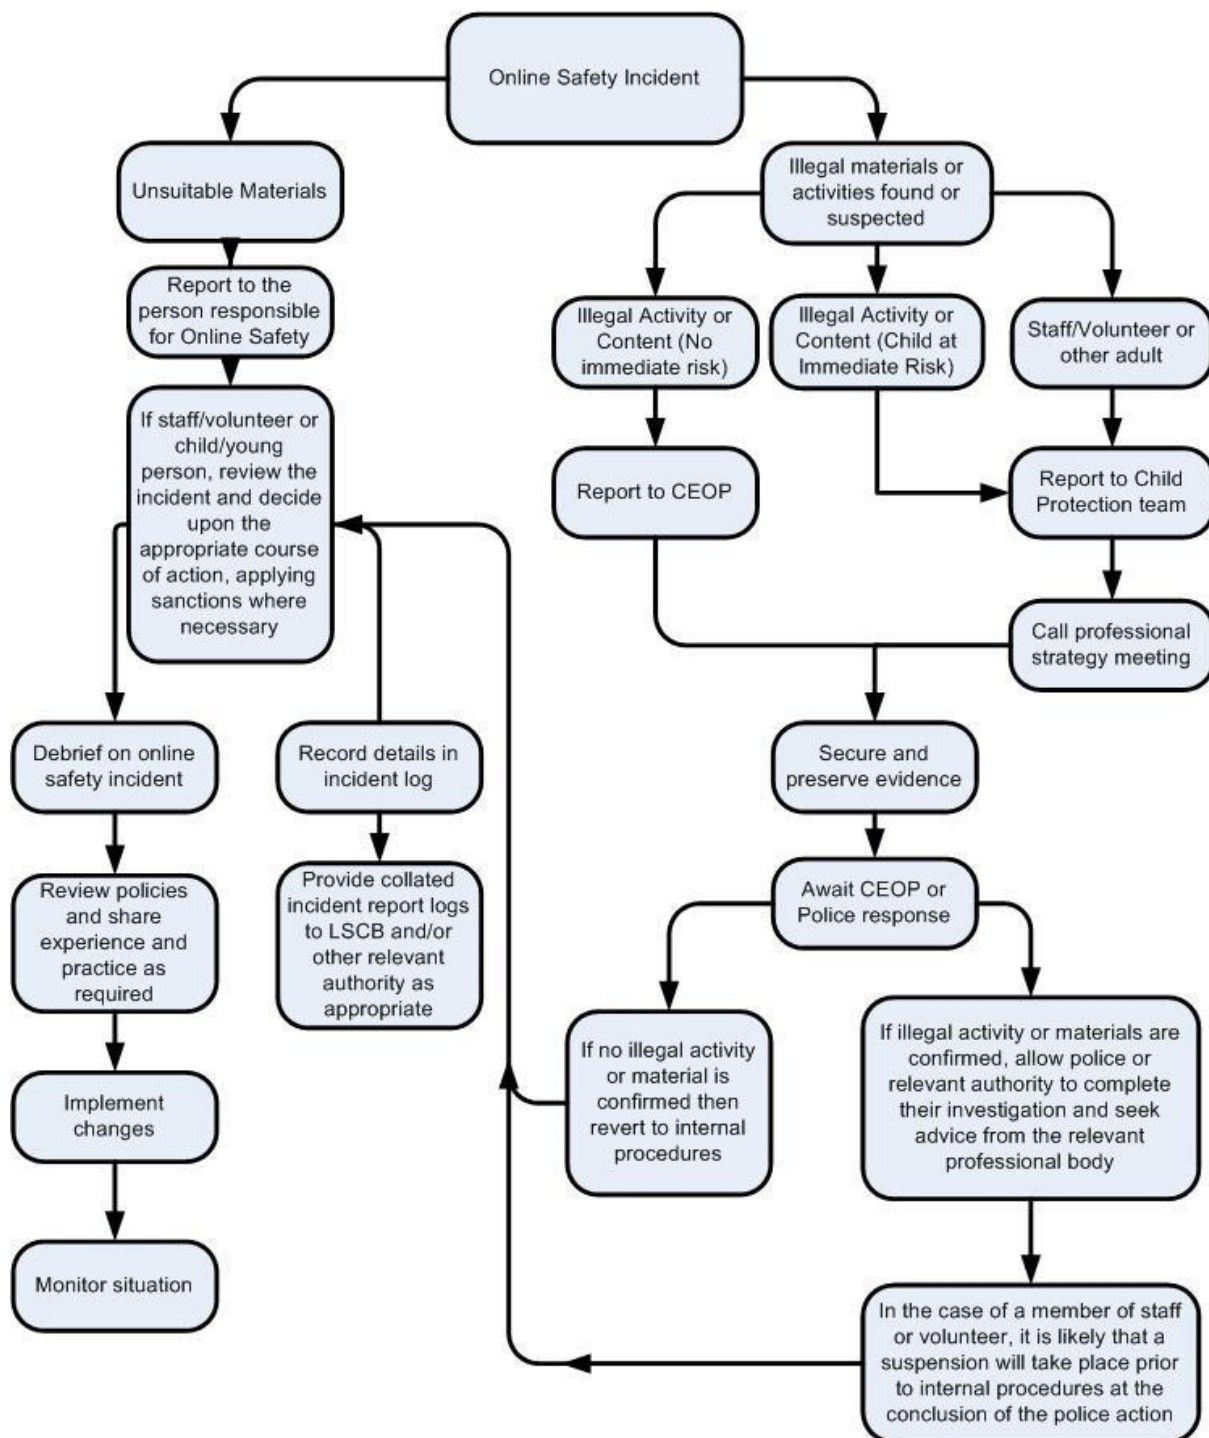 Online Safety Incident
Unsuitable Materials
Report to the
person responsible
for Online Safety
If staff/volunteer or
child/young
person, review the
incident and decide
upon the
appropriate course
of action, applying
sanctions where
necessary
Debrief on online
safety incident
Review policies
and share
experience and
practice as
required
Implement
changes
Monitor situation
Record details in
incident log
Provide collated
incident report logs
to LSCB and/or
other relevant
authority as
appropriate
Illegal materials or
activities found or
suspected
Illegal Activity or
Content (No
immediate risk)
Illegal Activity or
Content (Child at
Immediate Risk)
Staff/Volunteer or
other adult
Report to CEOP
Report to Child
Protection team
Call professional
strategy meeting
Secure and
preserve evidence
Await CEOP or
Police response
If no illegal activity
or material is
confirmed then
revert to internal
procedures
If illegal activity or materials are
confirmed, allow police or
relevant authority to complete
their investigation and seek
advice from the relevant
professional body
In the case of a member of staff
or volunteer, it is likely that a
suspension will take place prior
to internal procedures at the
conclusion of the police action